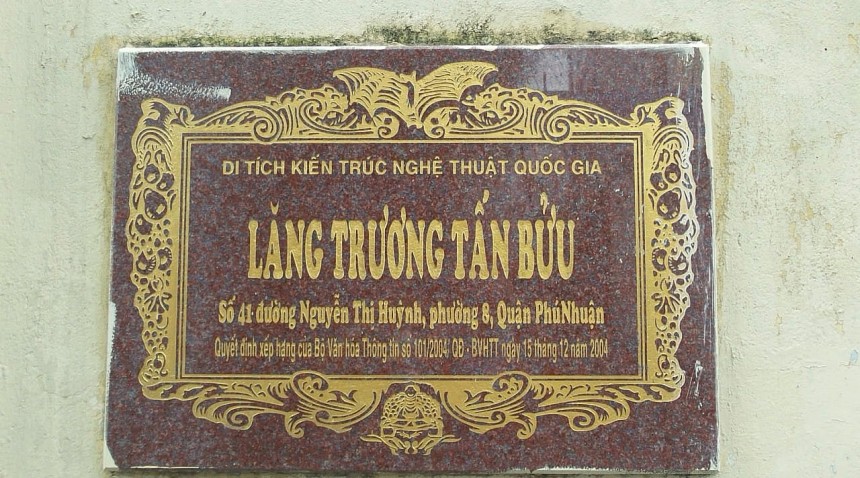 DI TÍCH KIẾN TRÚC NGHỆ THUẬT QUỐC GIA
LĂNG TRƯƠNG TẤN BỬU
Số 41 đường Nguyễn Thị Huỳnh, phường 8, Quận Phú Nhuận
Quyết định xếp hạng của Bộ Văn hóa Thông tin số 101/2004/ QĐ - BVHTT ngày 15 tháng 12 năm 2004